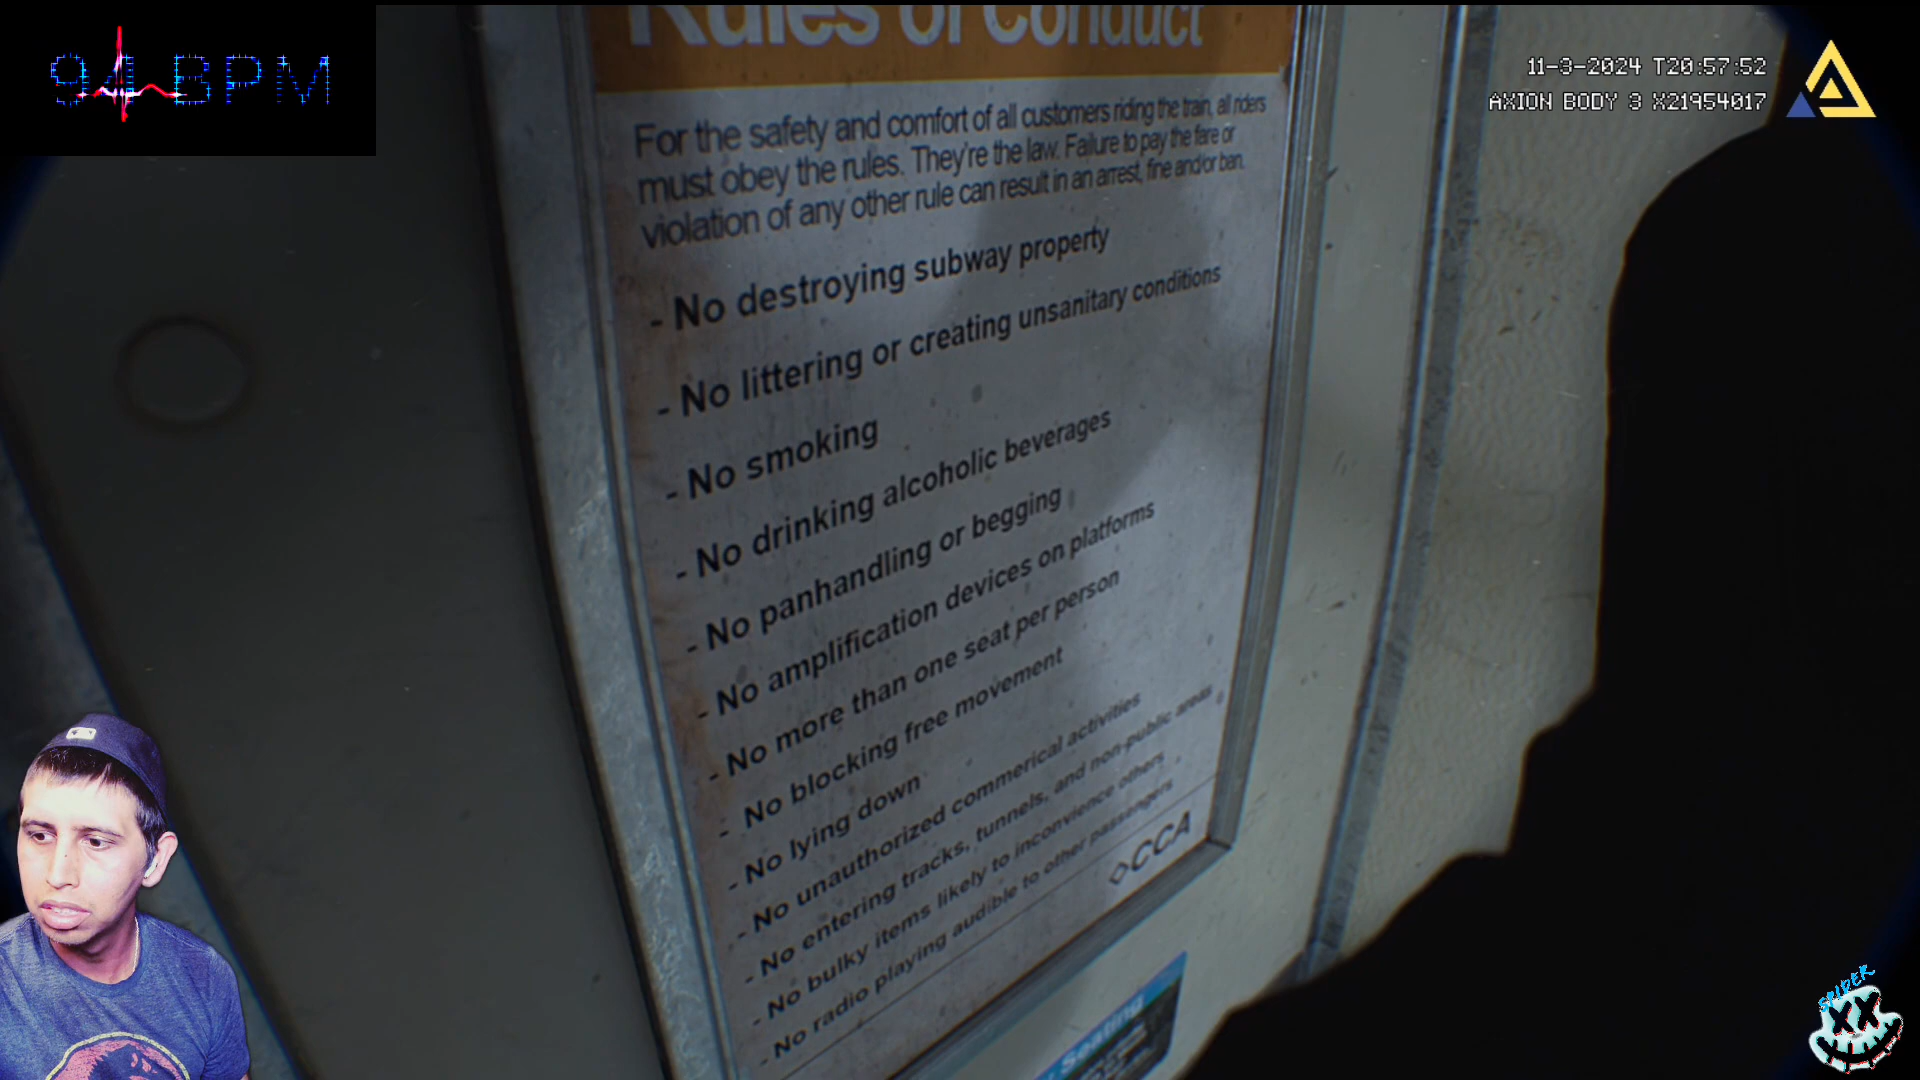 94 BPM
11-3-2024 T20:57:52
AXION BODY 3 X21954017
Rules of Conduct
For the safety and comfort of all customers riding the train, all riders
must obey the rules. They're the law. Failure to pay the fare or
violation of any other rule can result in an arrest, fine and/or ban.
- No destroying subway property
- No littering or creating unsanitary conditions
- No smoking
- No drinking alcoholic beverages
- No panhandling or begging
- No amplification devices on platforms
- No more than one seat per person
- No blocking free movement
- No lying down
- No unauthorized commerical activities
- No entering tracks, tunnels, and non-public areas
- No bulky items likely to inconvience others
- No radio playing audible to other passengers
CCA
Seating
SPIDER